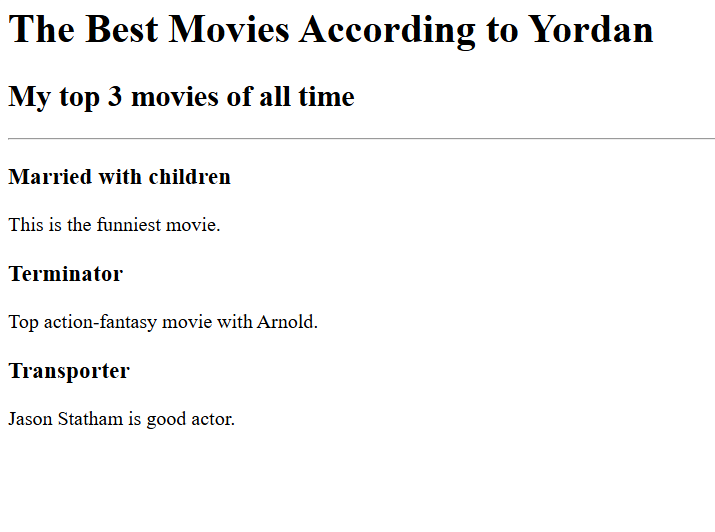 The Best Movies According to Yordan
My top 3 movies of all time
Married with children
This is the funniest movie.
Terminator
Top action-fantasy movie with Arnold.
Transporter
Jason Statham is good actor.